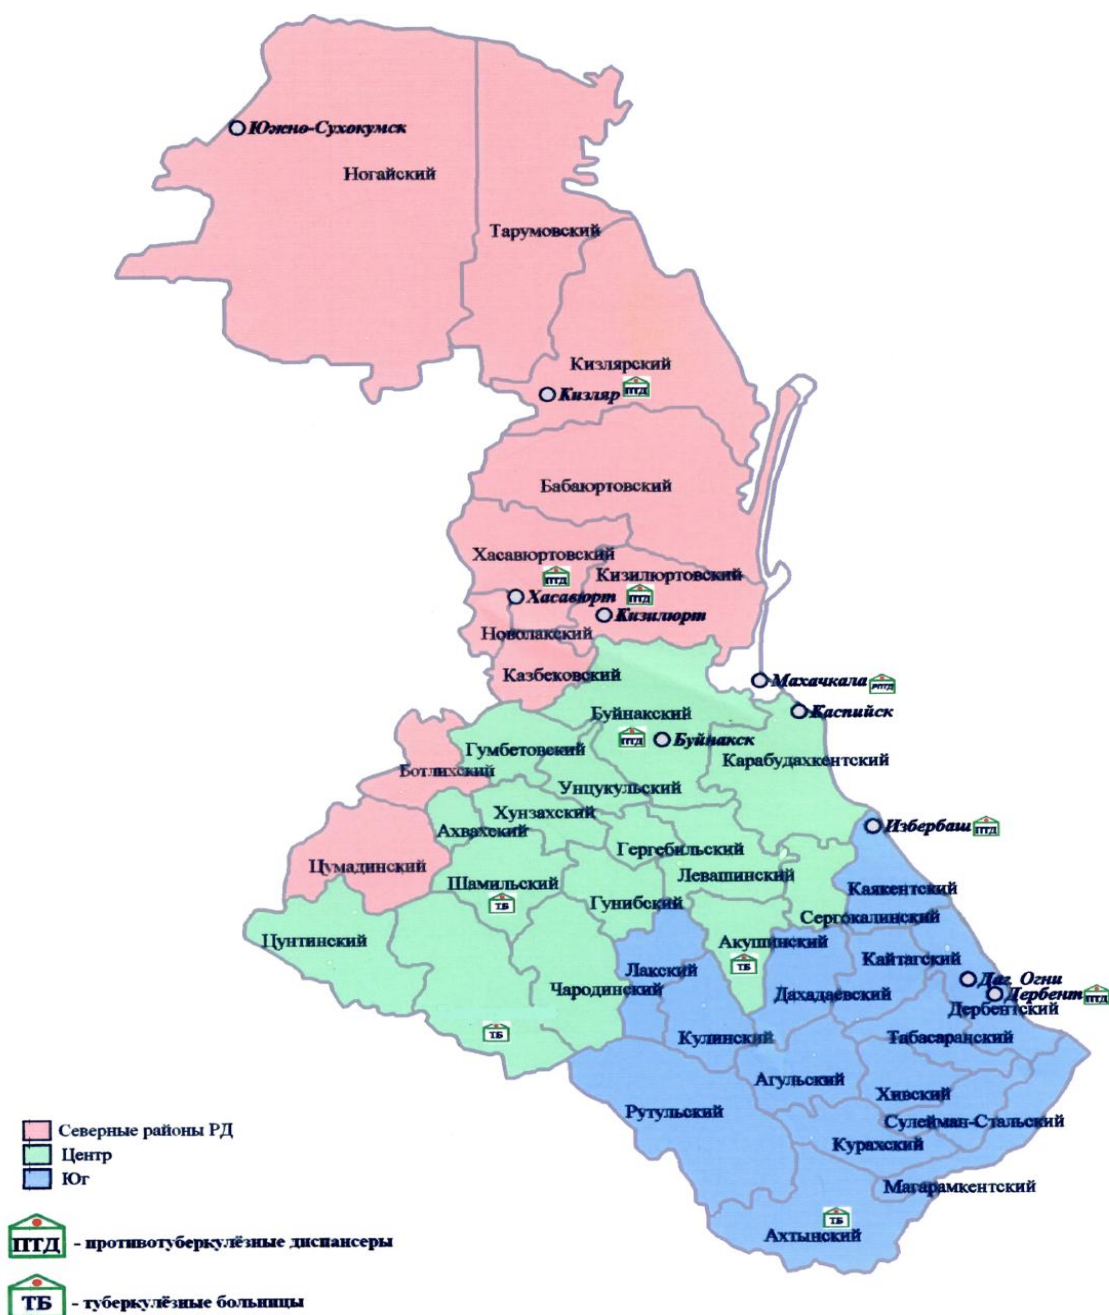 Южно-Сухокумск
Ногайский
Тарумовский
Кизлярский
Кизляр ПТД
Бабаюртовский
Хасавюртовский
ПТД
Кизилюртовский
ПТД
Хасавюрт
Кизилюрт
Новолакский
Казбековский
Махачкала РПТД
Каспийск
Буйнакский
ПТД Буйнакск
Гумбетовский
Карабудахкентский
Ботлихский
Унцукульский
Хунзахский
Ахвахский
Избербаш ПТД
Гергебильский
Цумадинский
Левашинский
Шамильский
ТБ
Каякентский
Гунибский
Сергокалинский
Цунтинский
Акушинский
ТБ
Кайтагский
Лакский
Даг. Огни
Чародинский
Дахадаевский
Дербент ПТД
Дербентский
ТБ
Кулинский
Табасаранский
Агульский
Хивский
Рутульский
Сулейман-Стальский
Курахский
Магарамкентский
ТБ
Ахтынский
Северные районы РД
Центр
Юг
ПТД - противотуберкулёзные диспансеры
ТБ - туберкулёзные больницы